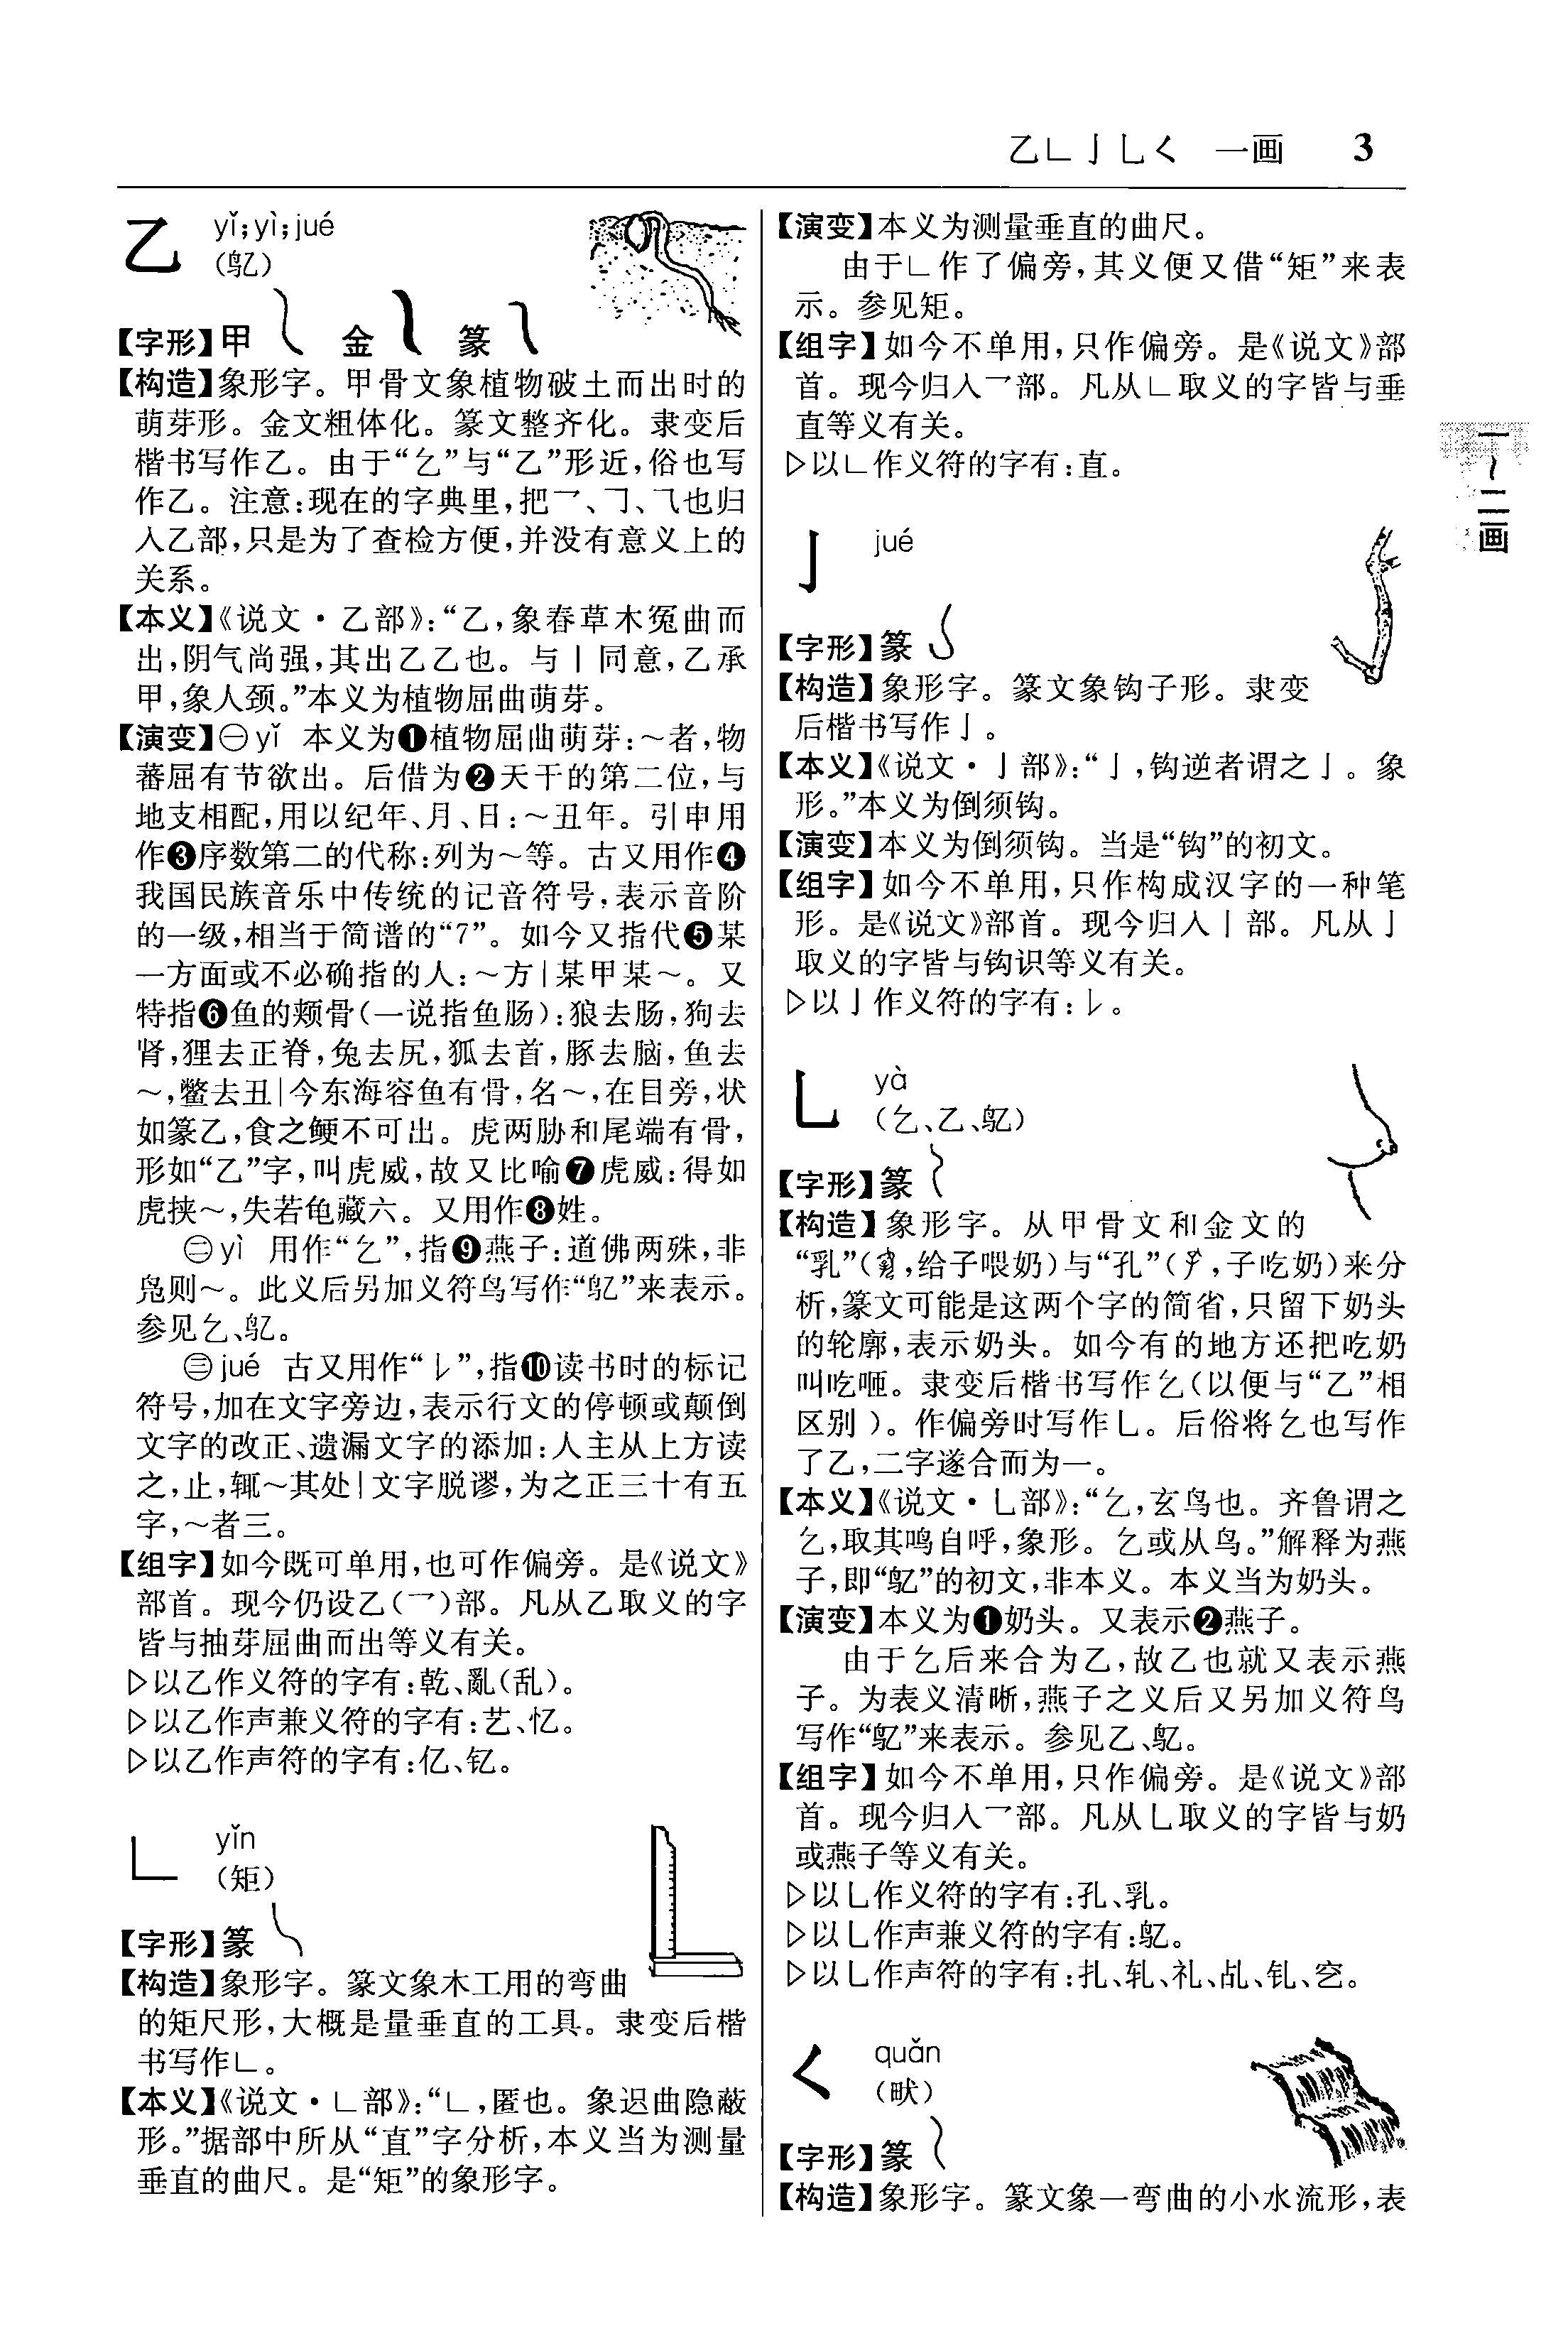 乙𠃊亅乚𡿨 一画 3
乙 yǐ;yì;jué
(鳦)
【字形】甲 金 篆
【构造】象形字。甲骨文象植物破土而出时的
萌芽形。金文粗体化。篆文整齐化。隶变后
楷书写作乙。由于“乞”与“乙”形近,俗也写
作乙。注意:现在的字典里,把乛、𠃌、⺄也归
入乙部,只是为了查检方便,并没有意义上的
关系。
【本义】《说文·乙部》:“乙,象春草木冤曲而
出,阴气尚强,其出乙乙也。与丨同意,乙承
甲,象人颈。”本义为植物屈曲萌芽。
【演变】㊀yǐ 本义为❶植物屈曲萌芽:～者,物
蕃屈有节欲出。后借为❷天干的第二位,与
地支相配,用以纪年、月、日:～丑年。引申用
作❸序数第二的代称:列为～等。古又用作❹
我国民族音乐中传统的记音符号,表示音阶
的一级,相当于简谱的“7”。如今又指代❺某
一方面或不必确指的人:～方|某甲某～。又
特指❻鱼的颊骨(一说指鱼肠):狼去肠,狗去
肾,狸去正脊,兔去尻,狐去首,豚去脑,鱼去
～,鳖去丑|今东海容鱼有骨,名～,在目旁,状
如篆乙,食之鲠不可出。虎两胁和尾端有骨,
形如“乙”字,叫虎威,故又比喻❼虎威:得如
虎挟～,失若龟藏六。又用作❽姓。
㊁yì 用作“乞”,指❾燕子:道佛两殊,非
凫则～。此义后另加义符鸟写作“鳦”来表示。
参见乞、鳦。
㊂jué 古又用作“𠄌”,指❿读书时的标记
符号,加在文字旁边,表示行文的停顿或颠倒
文字的改正、遗漏文字的添加:人主从上方读
之,止,辄～其处|文字脱谬,为之正三十有五
字,～者三。
【组字】如今既可单用,也可作偏旁。是《说文》
部首。现今仍设乙(乛)部。凡从乙取义的字
皆与抽芽屈曲而出等义有关。
▷以乙作义符的字有:乾、亂(乱)。
▷以乙作声兼义符的字有:艺、忆。
▷以乙作声符的字有:亿、钇。
𠃊 yǐn
(矩)
【字形】篆
【构造】象形字。篆文象木工用的弯曲
的矩尺形,大概是量垂直的工具。隶变后楷
书写作𠃊。
【本义】《说文·𠃊部》:“𠃊,匿也。象迟曲隐蔽
形。”据部中所从“直”字分析,本义当为测量
垂直的曲尺。是“矩”的象形字。
【演变】本义为测量垂直的曲尺。
由于𠃊作了偏旁,其义便又借“矩”来表
示。参见矩。
【组字】如今不单用,只作偏旁。是《说文》部
首。现今归入乛部。凡从𠃊取义的字皆与垂
直等义有关。
▷以𠃊作义符的字有:直。
亅 jué
【字形】篆
【构造】象形字。篆文象钩子形。隶变
后楷书写作亅。
【本义】《说文·亅部》:“亅,钩逆者谓之亅。象
形。”本义为倒须钩。
【演变】本义为倒须钩。当是“钩”的初文。
【组字】如今不单用,只作构成汉字的一种笔
形。是《说文》部首。现今归入丨部。凡从亅
取义的字皆与钩识等义有关。
▷以亅作义符的字有:𠄌。
乚 yà
(乞、乙、鳦)
【字形】篆
【构造】象形字。从甲骨文和金文的
“乳”( ,给子喂奶)与“孔”( ,子吃奶)来分
析,篆文可能是这两个字的简省,只留下奶头
的轮廓,表示奶头。如今有的地方还把吃奶
叫吃咂。隶变后楷书写作乞(以便与“乙”相
区别)。作偏旁时写作乚。后俗将乞也写作
了乙,二字遂合而为一。
【本义】《说文·乚部》:“乞,玄鸟也。齐鲁谓之
乞,取其鸣自呼,象形。乞或从鸟。”解释为燕
子,即“鳦”的初文,非本义。本义当为奶头。
【演变】本义为❶奶头。又表示❷燕子。
由于乞后来合为乙,故乙也就又表示燕
子。为表义清晰,燕子之义后又另加义符鸟
写作“鳦”来表示。参见乙、鳦。
【组字】如今不单用,只作偏旁。是《说文》部
首。现今归入乛部。凡从乚取义的字皆与奶
或燕子等义有关。
▷以乚作义符的字有:孔、乳。
▷以乚作声兼义符的字有:鳦。
▷以乚作声符的字有:扎、轧、礼、乩、钆、穵。
𡿨 quǎn
(畎)
【字形】篆
【构造】象形字。篆文象一弯曲的小水流形,表
一～二画